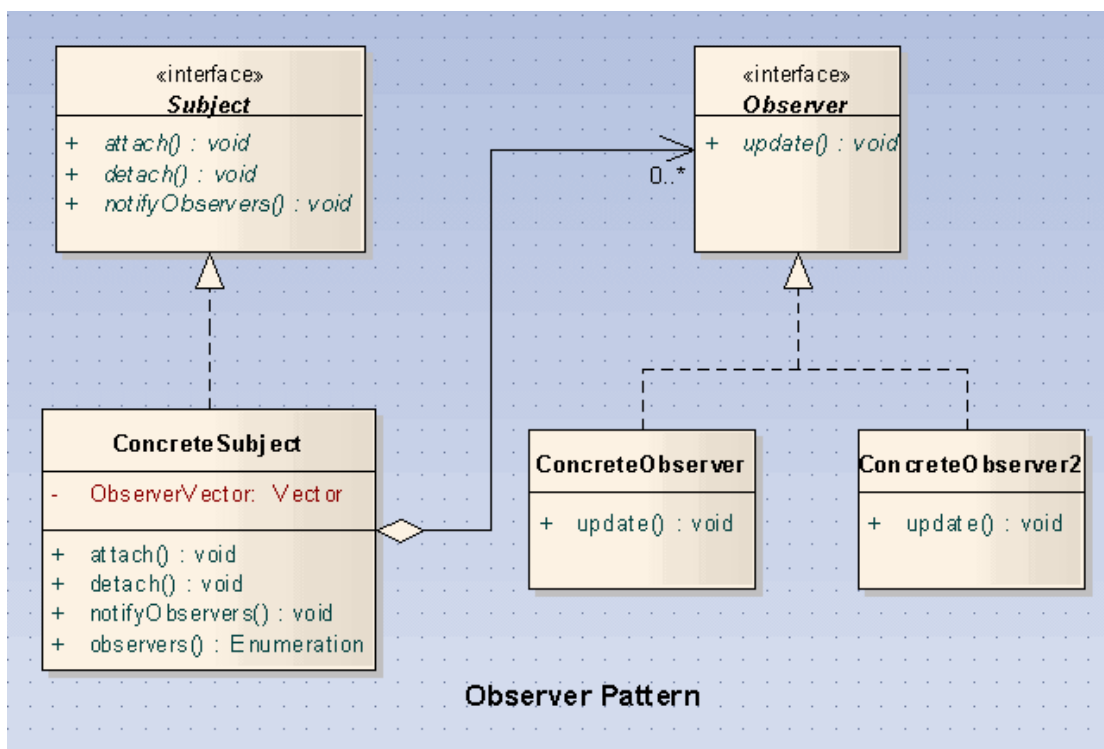 «interface»
Subject
+ attach() : void
+ detach() : void
+ notifyObservers() : void
«interface»
Observer
+ update() : void
0..*
ConcreteSubject
- ObserverVector: Vector
+ attach() : void
+ detach() : void
+ notifyObservers() : void
+ observers() : Enumeration
ConcreteObserver
+ update() : void
ConcreteObserver2
+ update() : void
Observer Pattern